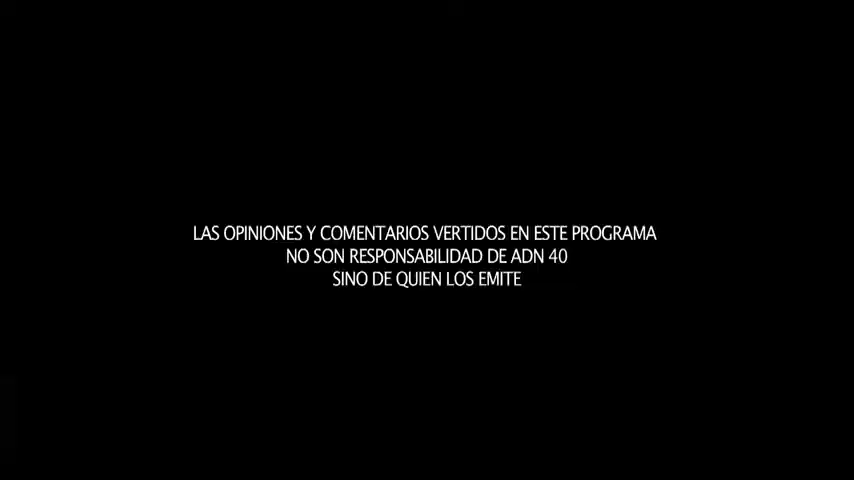 LAS OPINIONES Y COMENTARIOS VERTIDOS EN ESTE PROGRAMA
NO SON RESPONSABILIDAD DE ADN 40
SINO DE QUIEN LOS EMITE